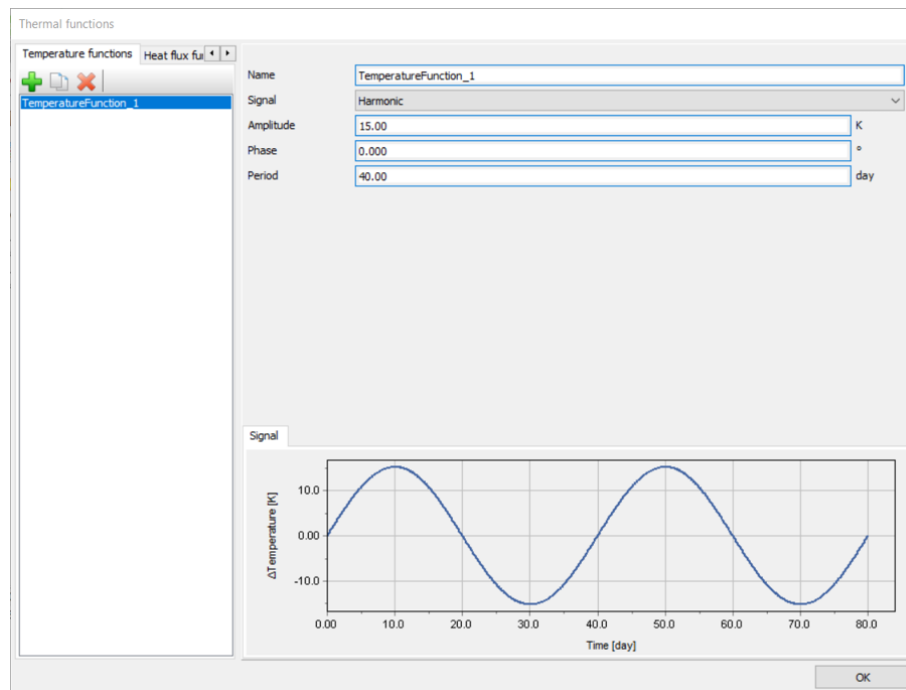 Thermal functions
Temperature functions
Heat flux fu
TemperatureFunction_1
Name TemperatureFunction_1
Signal Harmonic
Amplitude 15.00 K
Phase 0.000 °
Period 40.00 day
Signal
ΔTemperature [K]
10.0
0.00
-10.0
0.00 10.0 20.0 30.0 40.0 50.0 60.0 70.0 80.0
Time [day]
OK